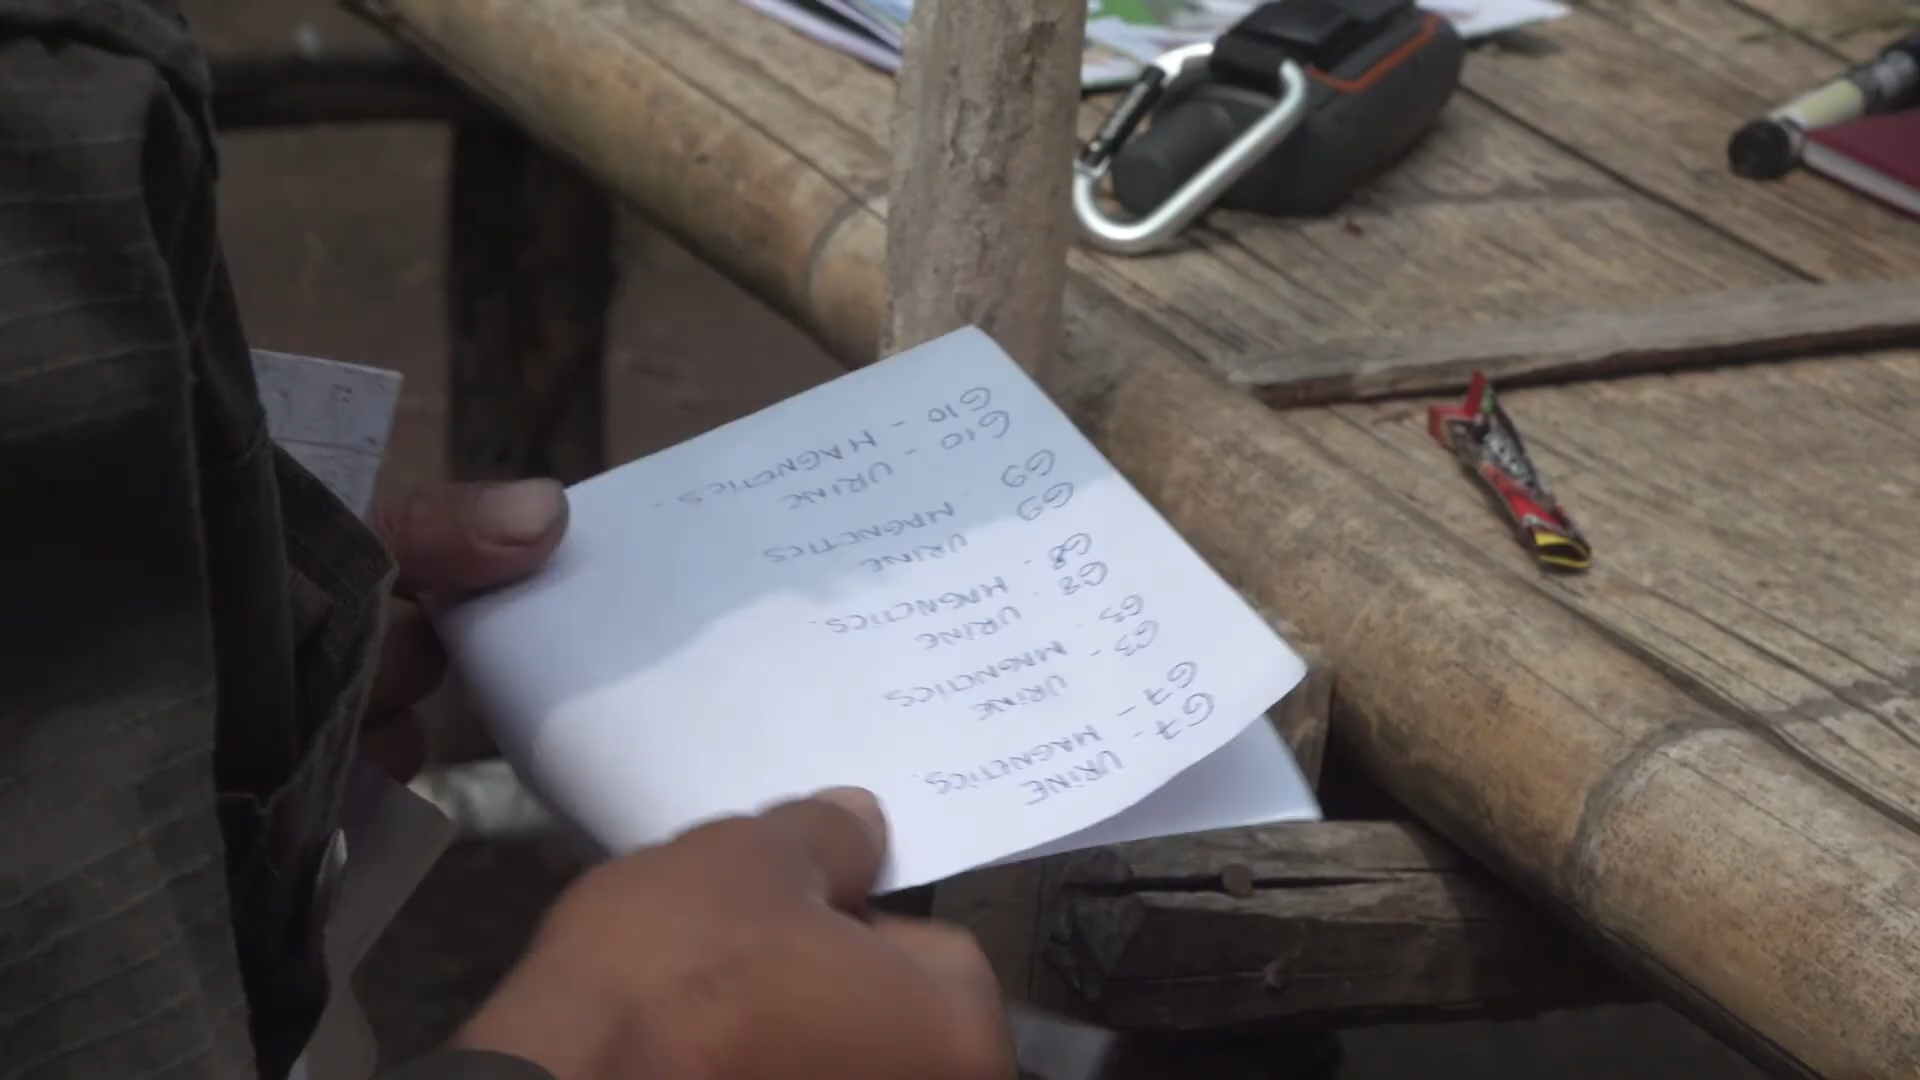 G7 - URINE
G7 - MAGNETICS.
G3 - URINE
G3 . MAGNETICS.
G8 . URINE
G8 - MAGNETICS.
G9 URINE
G9 . MAGNETICS
G10 - URINE
G10 - MAGNETICS.